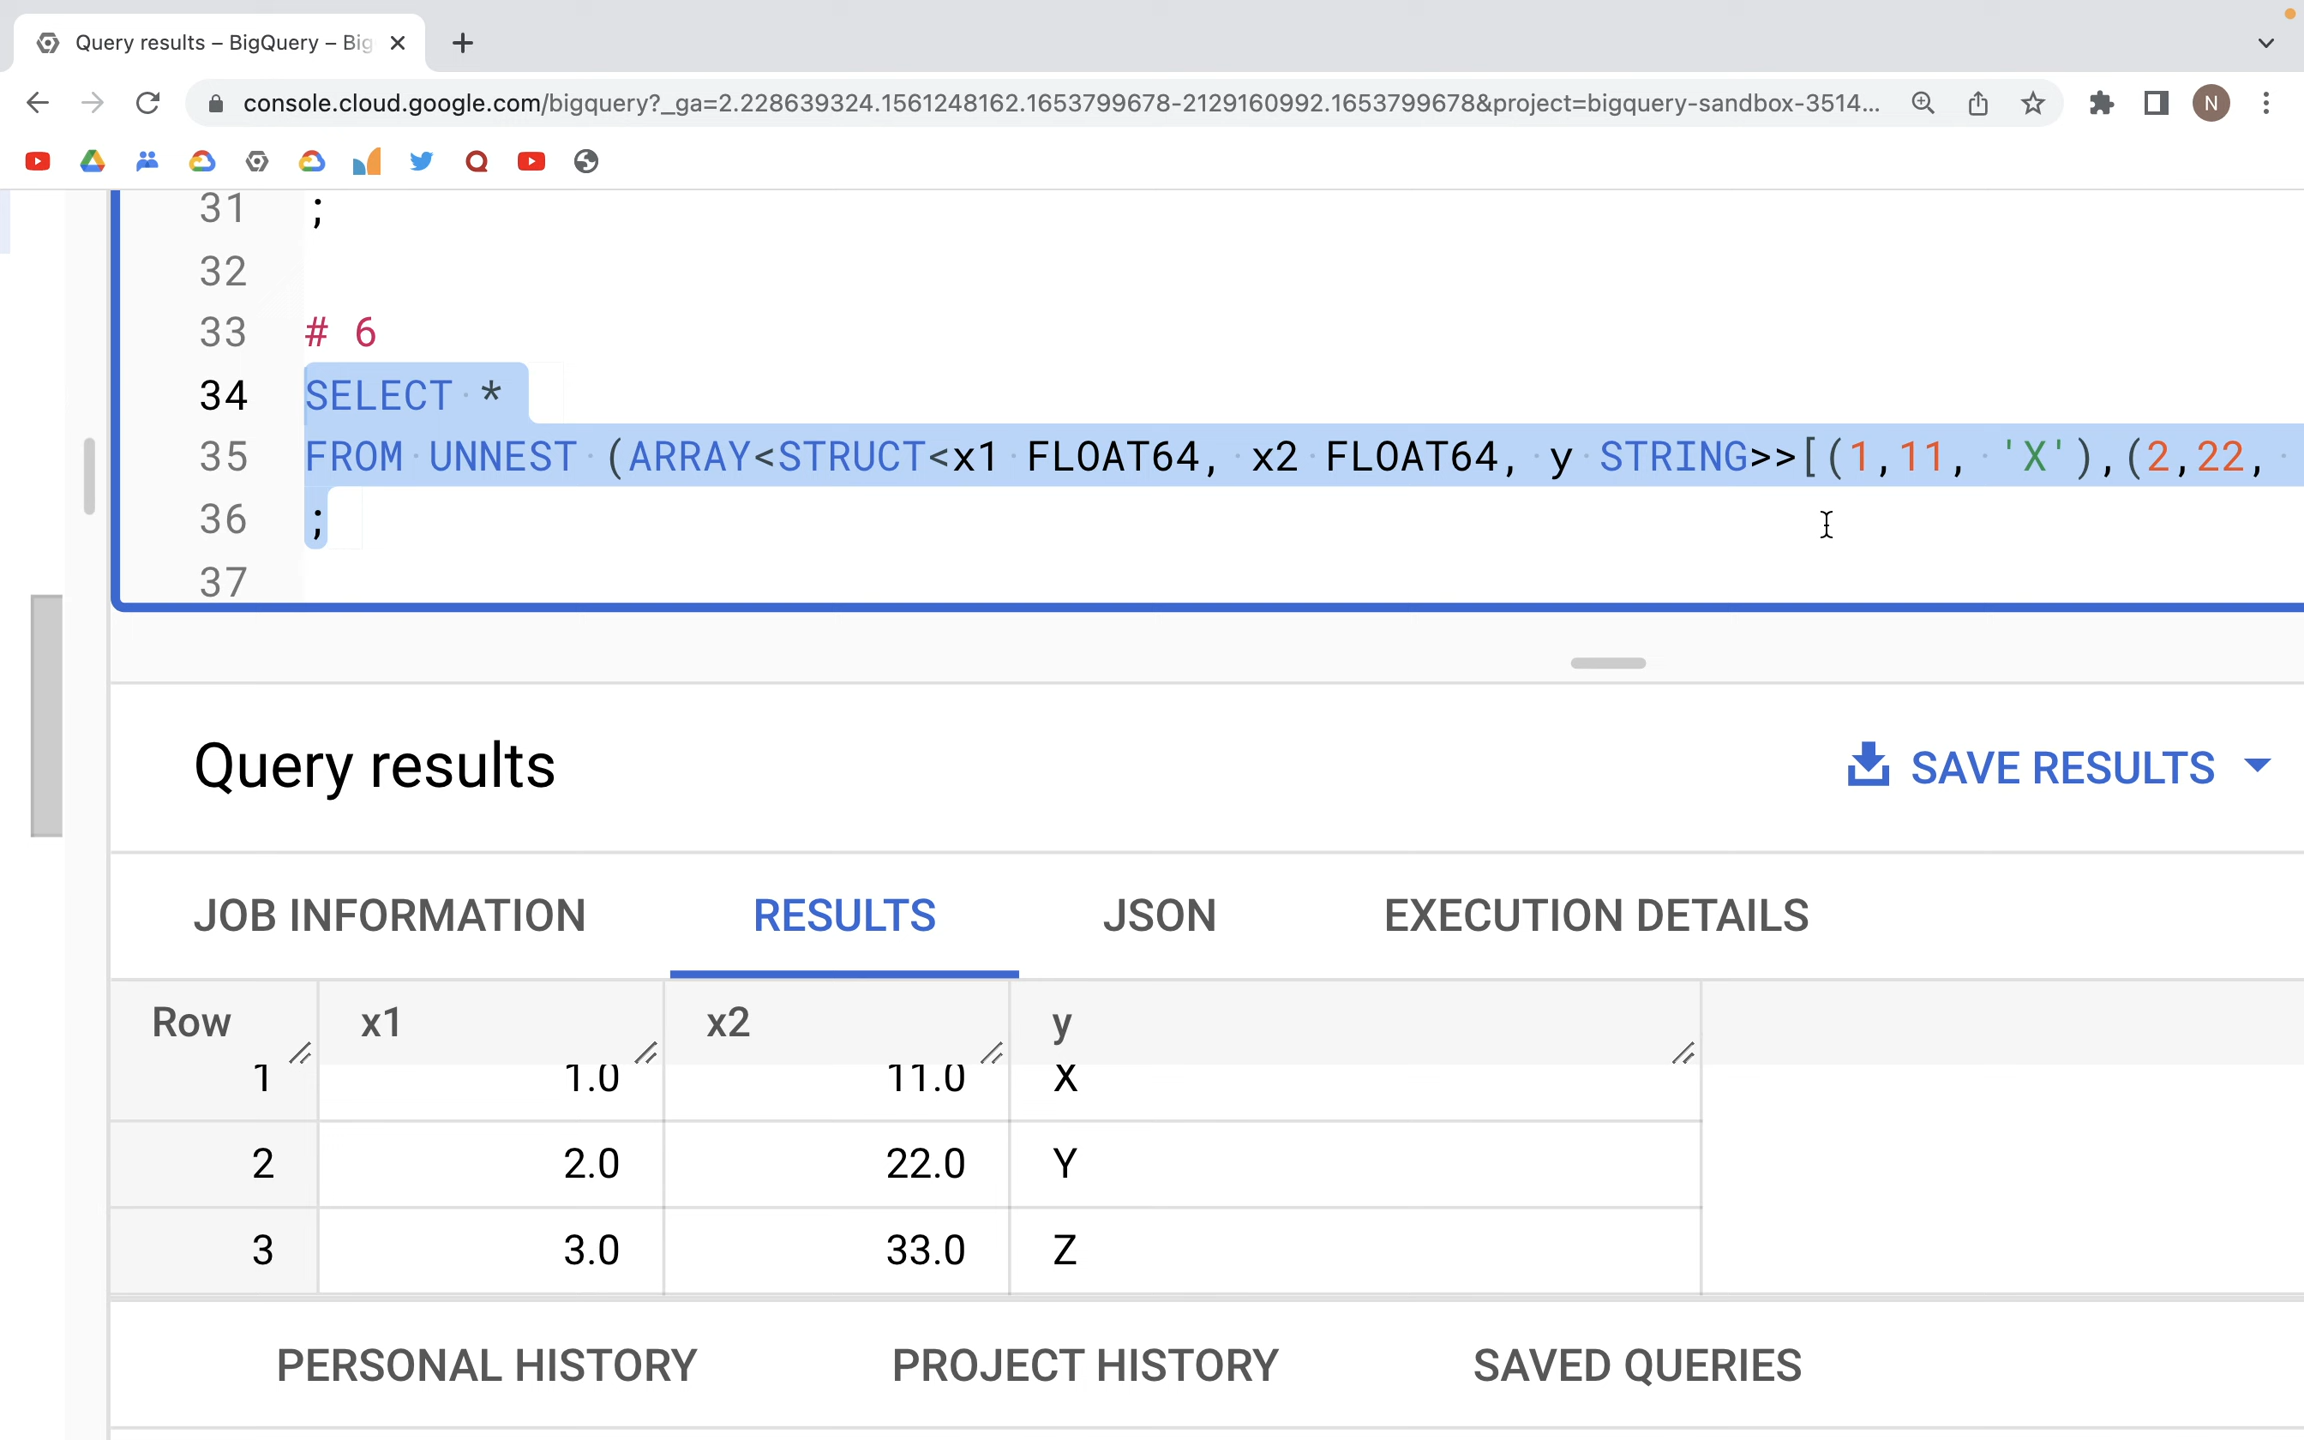 Query results – BigQuery – Big
console.cloud.google.com/bigquery?_ga=2.228639324.1561248162.1653799678-2129160992.1653799678&project=bigquery-sandbox-3514...
N
31 ;
32
33 # 6
34 SELECT *
35 FROM UNNEST (ARRAY<STRUCT<x1 FLOAT64, x2 FLOAT64, y STRING>>[(1,11, 'X'),(2,22,
36 ;
37
Query results
SAVE RESULTS
JOB INFORMATION RESULTS JSON EXECUTION DETAILS
Row x1 x2 y
1 1.0 11.0 X
2 2.0 22.0 Y
3 3.0 33.0 Z
PERSONAL HISTORY PROJECT HISTORY SAVED QUERIES